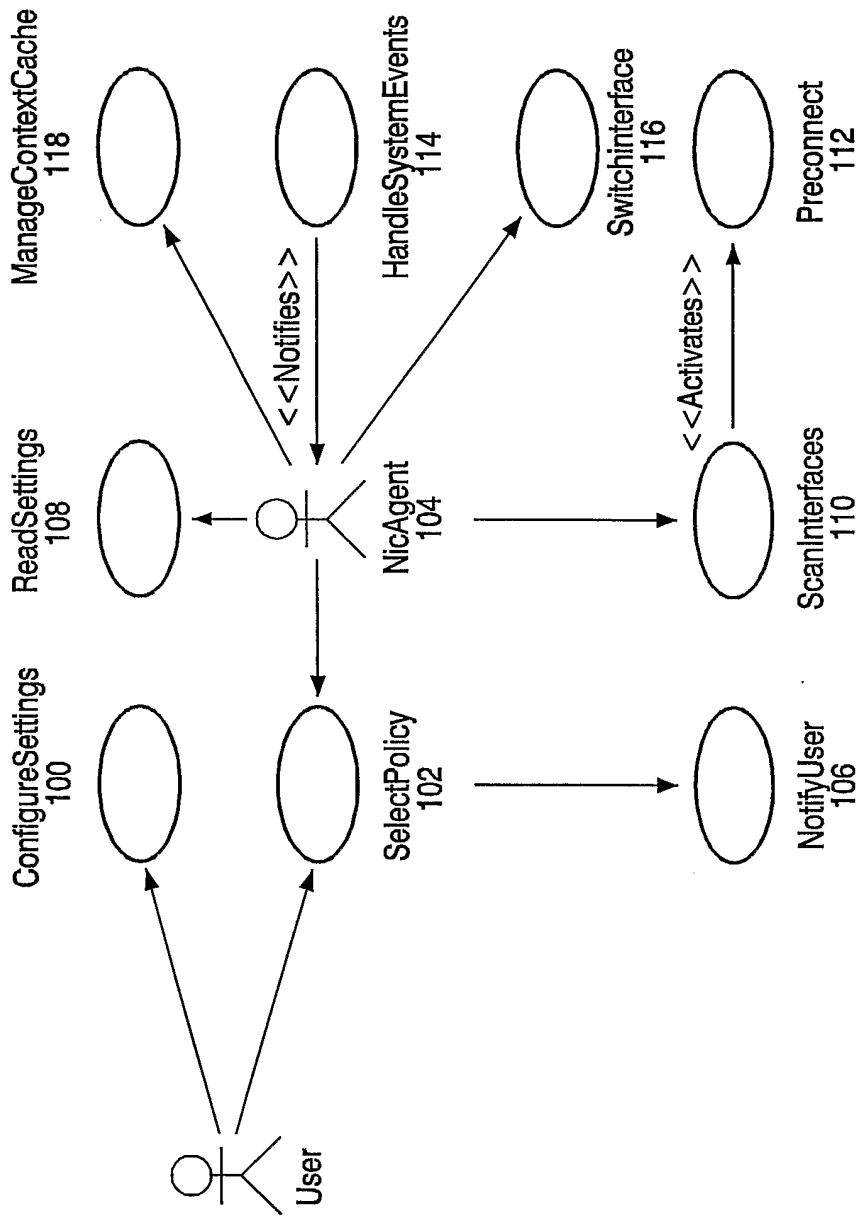 ConfigureSettings
100
ReadSettings
108
ManageContextCache
118
<<Notifies>>
User
SelectPolicy
102
NicAgent
104
HandleSystemEvents
114
Switchinterface
116
<<Activates>>
NotifyUser
106
ScanInterfaces
110
Preconnect
112